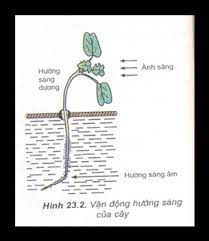 Hướng
sáng
dương
Ánh sáng
Hướng sáng âm
Hình 23.2. Vận động hướng sáng
của cây